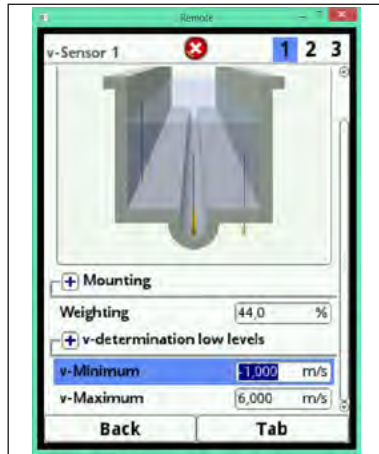 Remote
v-Sensor 1 1 2 3
Mounting
Weighting 44,0 %
v-determination low levels
v-Minimum -1,000 m/s
v-Maximum 6,000 m/s
Back Tab